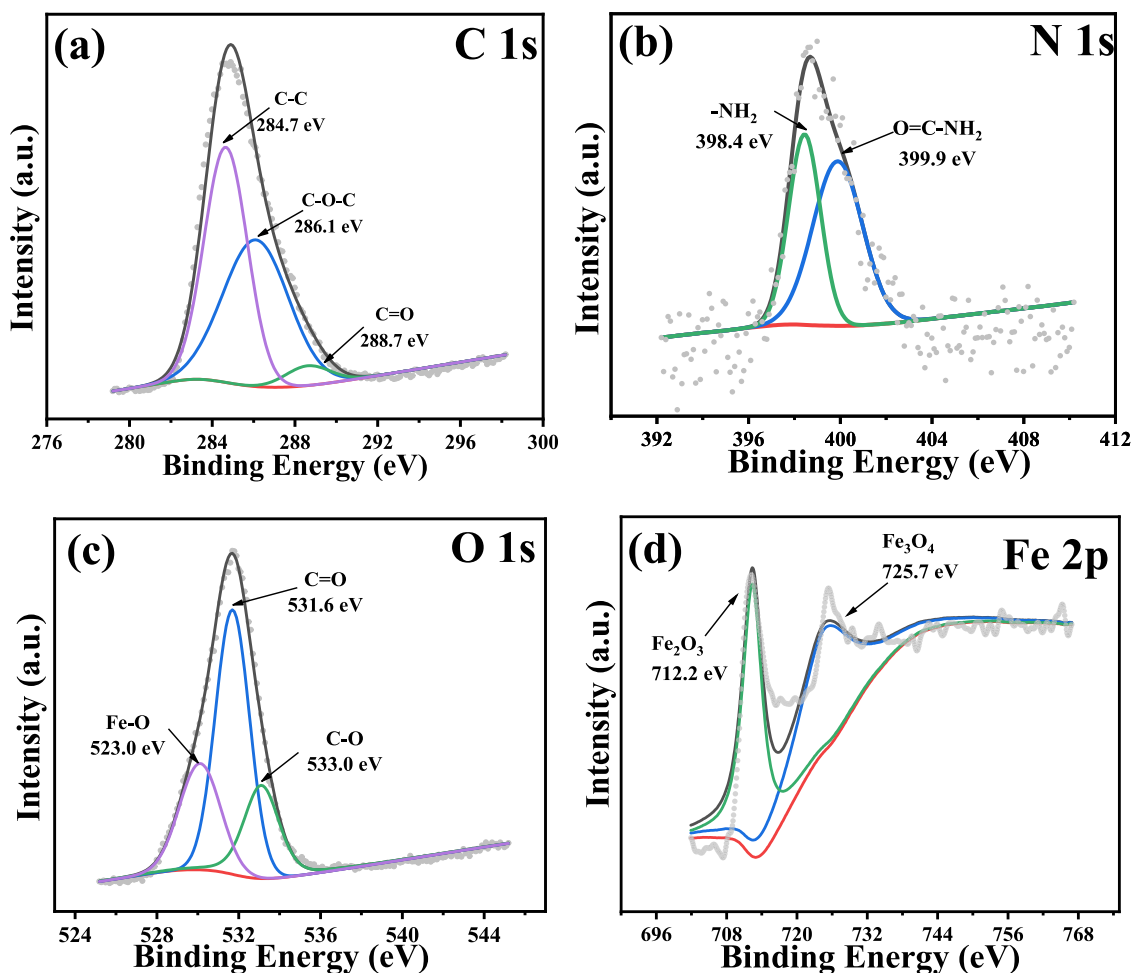 (a)
C 1s
C-C
284.7 eV
C-O-C
286.1 eV
C=O
288.7 eV
Intensity (a.u.)
276 280 284 288 292 296 300
Binding Energy (eV)
(b)
N 1s
-NH₂
398.4 eV
O=C-NH₂
399.9 eV
Intensity (a.u.)
392 396 400 404 408 412
Binding Energy (eV)
(c)
O 1s
C=O
531.6 eV
Fe-O
523.0 eV
C-O
533.0 eV
Intensity (a.u.)
524 528 532 536 540 544
Binding Energy (eV)
(d)
Fe 2p
Fe₃O₄
725.7 eV
Fe₂O₃
712.2 eV
Intensity (a.u.)
696 708 720 732 744 756 768
Binding Energy (eV)